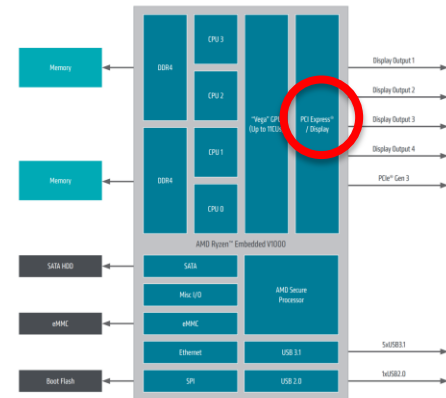 Memory
Memory
SATA HDD
eMMC
Boot Flash
DDR4
DDR4
CPU 3
CPU 2
CPU 1
CPU 0
"Vega" GPU
(Up to 11CUs)
PCI Express®
/ Display
AMD Ryzen™ Embedded V1000
SATA
Misc I/O
eMMC
Ethernet
SPI
AMD Secure
Processor
USB 3.1
USB 2.0
Display Output 1
Display Output 2
Display Output 3
Display Output 4
PCIe® Gen 3
5xUSB3.1
1xUSB2.0